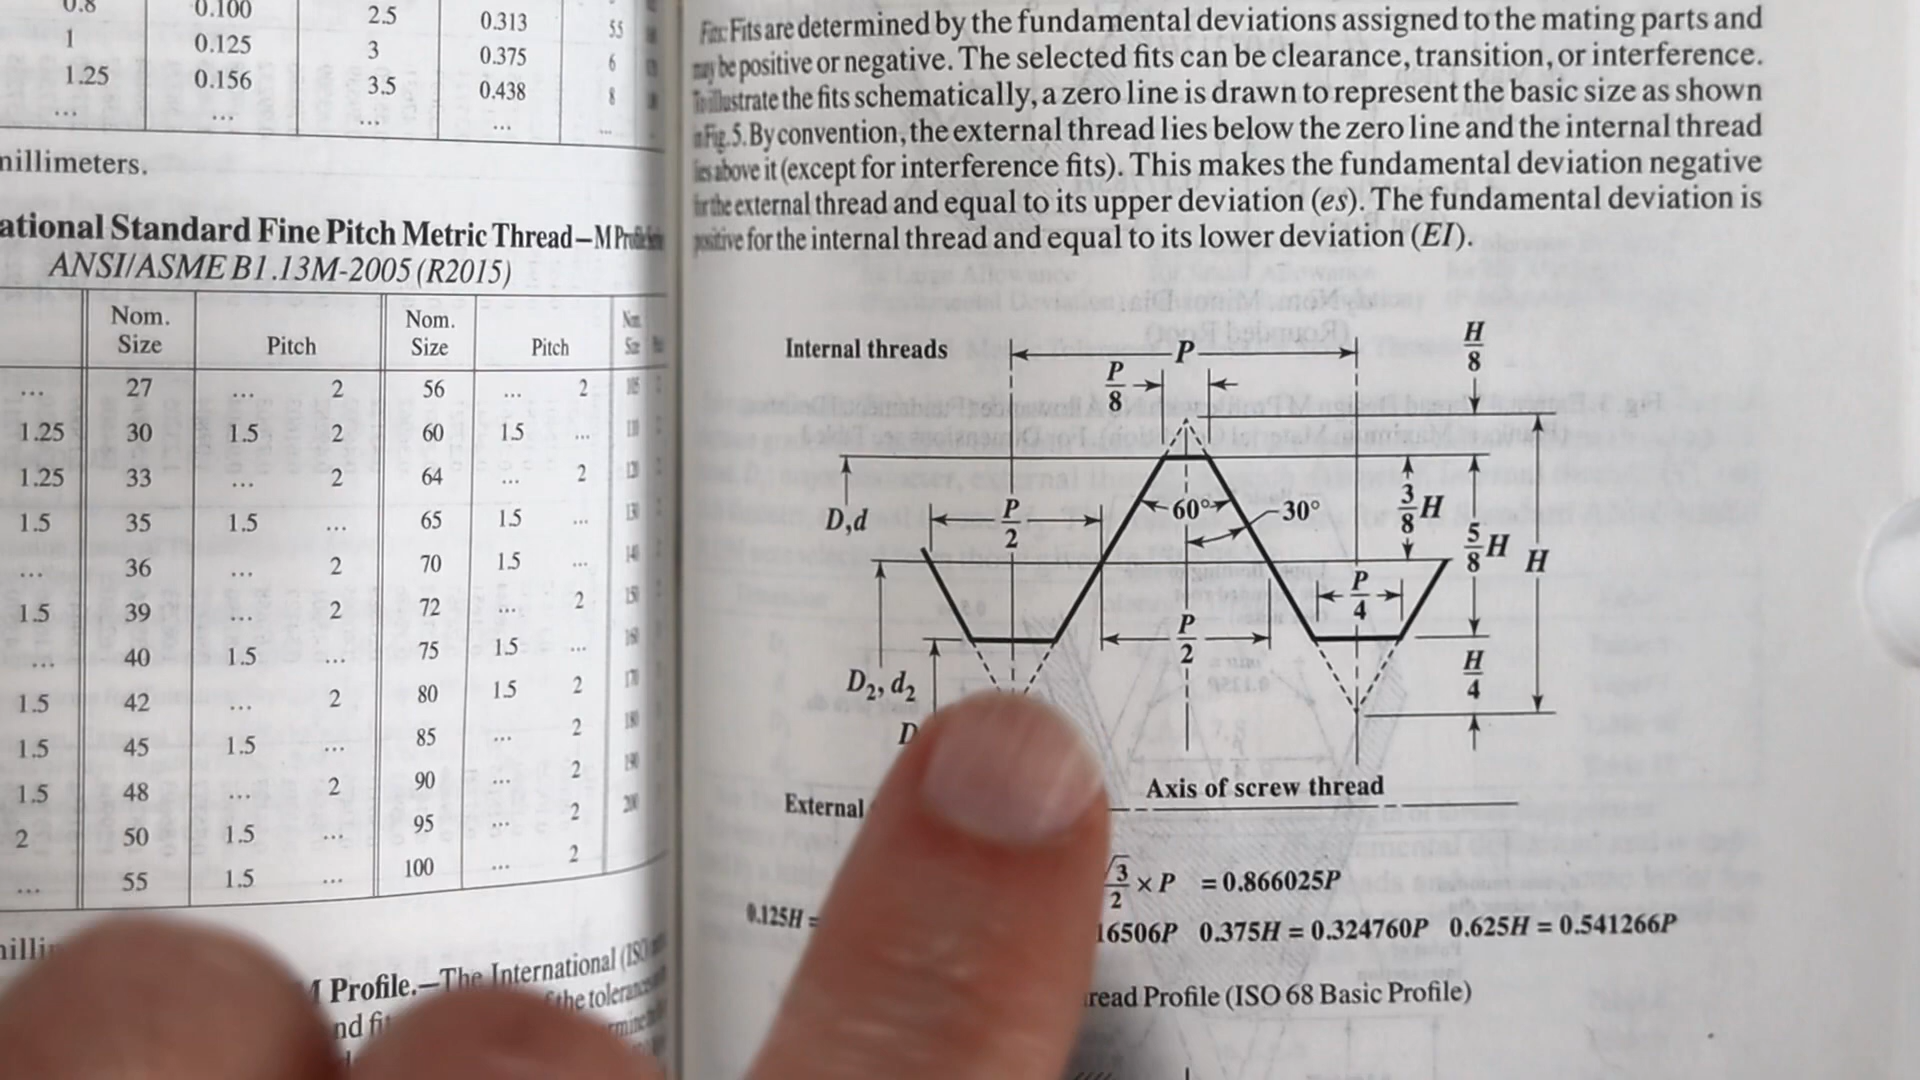 0.8 0.100 2.5 0.313 55
1 0.125 3 0.375 6
1.25 0.156 3.5 0.438 8
... ... ... ... ...
millimeters.
ational Standard Fine Pitch Metric Thread—M
ANSI/ASME B1.13M-2005 (R2015)
Nom. Size Pitch Nom. Size Pitch
... 27 ... 2 56 ... 2
1.25 30 1.5 2 60 1.5 ...
1.25 33 ... 2 64 ... 2
1.5 35 1.5 ... 65 1.5 ...
... 36 ... 2 70 1.5 ...
1.5 39 ... 2 72 ... 2
... 40 1.5 ... 75 1.5 ...
1.5 42 ... 2 80 1.5 2
1.5 45 1.5 ... 85 ... 2
1.5 48 ... 2 90 ... 2
2 50 1.5 ... 95 ... 2
... 55 1.5 ... 100 ... 2
M Profile.—The International (ISO
nd fit
the
Fits are determined by the fundamental deviations assigned to the mating parts and
may be positive or negative. The selected fits can be clearance, transition, or interference.
To illustrate the fits schematically, a zero line is drawn to represent the basic size as shown
in Fig. 5. By convention, the external thread lies below the zero line and the internal thread
lies above it (except for interference fits). This makes the fundamental deviation negative
for the external thread and equal to its upper deviation (es). The fundamental deviation is
positive for the internal thread and equal to its lower deviation (EI).
Internal threads
P
P/8
H/8
D,d
P/2
60°
30°
3/8 H
5/8 H
H
P/4
P/2
D2, d2
H/4
D
Axis of screw thread
External
√3/2 × P = 0.866025P
0.125H =
16506P 0.375H = 0.324760P 0.625H = 0.541266P
read Profile (ISO 68 Basic Profile)